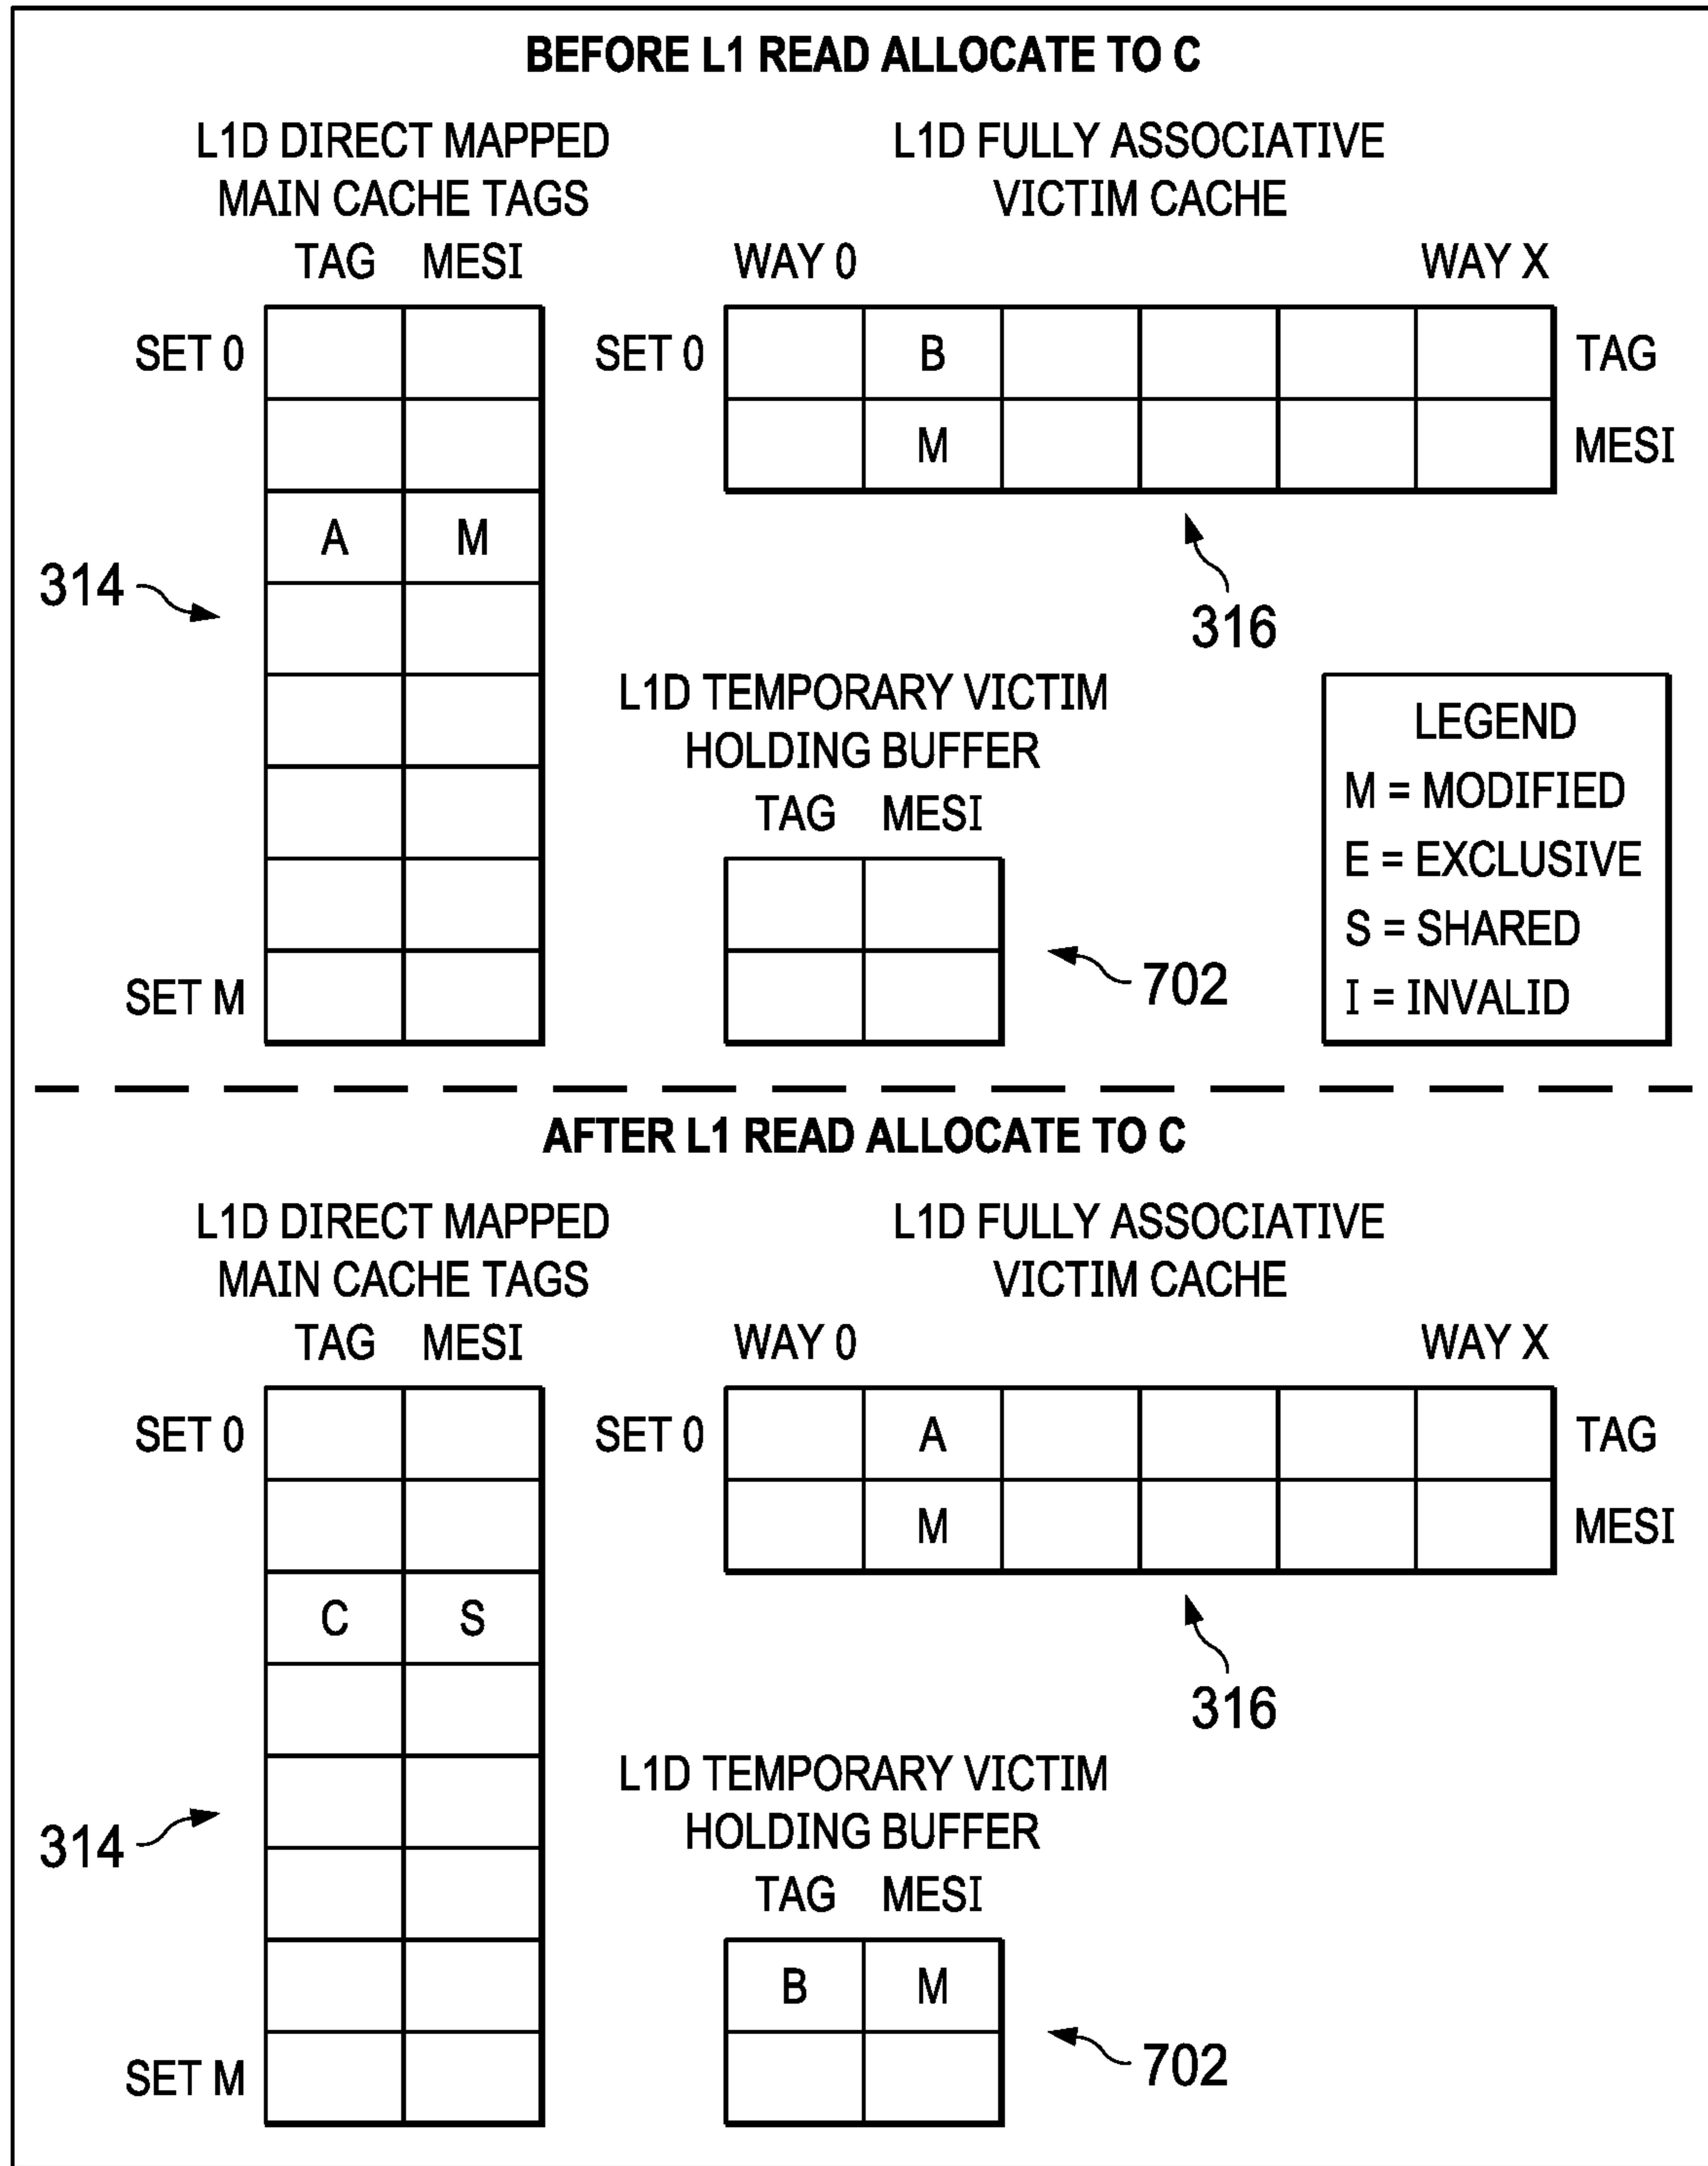 BEFORE L1 READ ALLOCATE TO C
L1D DIRECT MAPPED
MAIN CACHE TAGS
TAG MESI
L1D FULLY ASSOCIATIVE
VICTIM CACHE
WAY 0 WAY X
SET 0
SET 0 B TAG
M MESI
A M
314
316
L1D TEMPORARY VICTIM
HOLDING BUFFER
TAG MESI
702
SET M
LEGEND
M = MODIFIED
E = EXCLUSIVE
S = SHARED
I = INVALID
AFTER L1 READ ALLOCATE TO C
L1D DIRECT MAPPED
MAIN CACHE TAGS
TAG MESI
L1D FULLY ASSOCIATIVE
VICTIM CACHE
WAY 0 WAY X
SET 0
SET 0 A TAG
M MESI
C S
314
316
L1D TEMPORARY VICTIM
HOLDING BUFFER
TAG MESI
B M
702
SET M